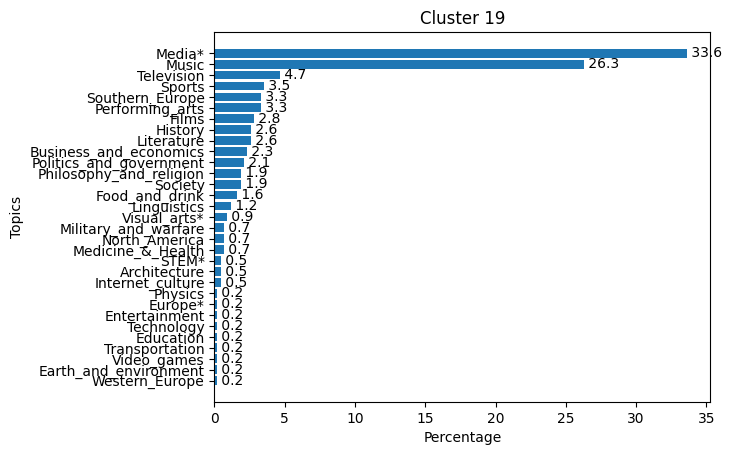 Cluster 19
Media* 33.6
Music 26.3
Television 4.7
Sports 3.5
Southern_Europe 3.3
Performing_arts 3.3
Films 2.8
History 2.6
Literature 2.6
Business_and_economics 2.3
Politics_and_government 2.1
Philosophy_and_religion 1.9
Society 1.9
Food_and_drink 1.6
Linguistics 1.2
Visual_arts* 0.9
Military_and_warfare 0.7
North_America 0.7
Medicine_&_Health 0.7
STEM* 0.5
Architecture 0.5
Internet_culture 0.5
Physics 0.2
Europe* 0.2
Entertainment 0.2
Technology 0.2
Education 0.2
Transportation 0.2
Video_games 0.2
Earth_and_environment 0.2
Western_Europe 0.2
Topics
0 5 10 15 20 25 30 35
Percentage